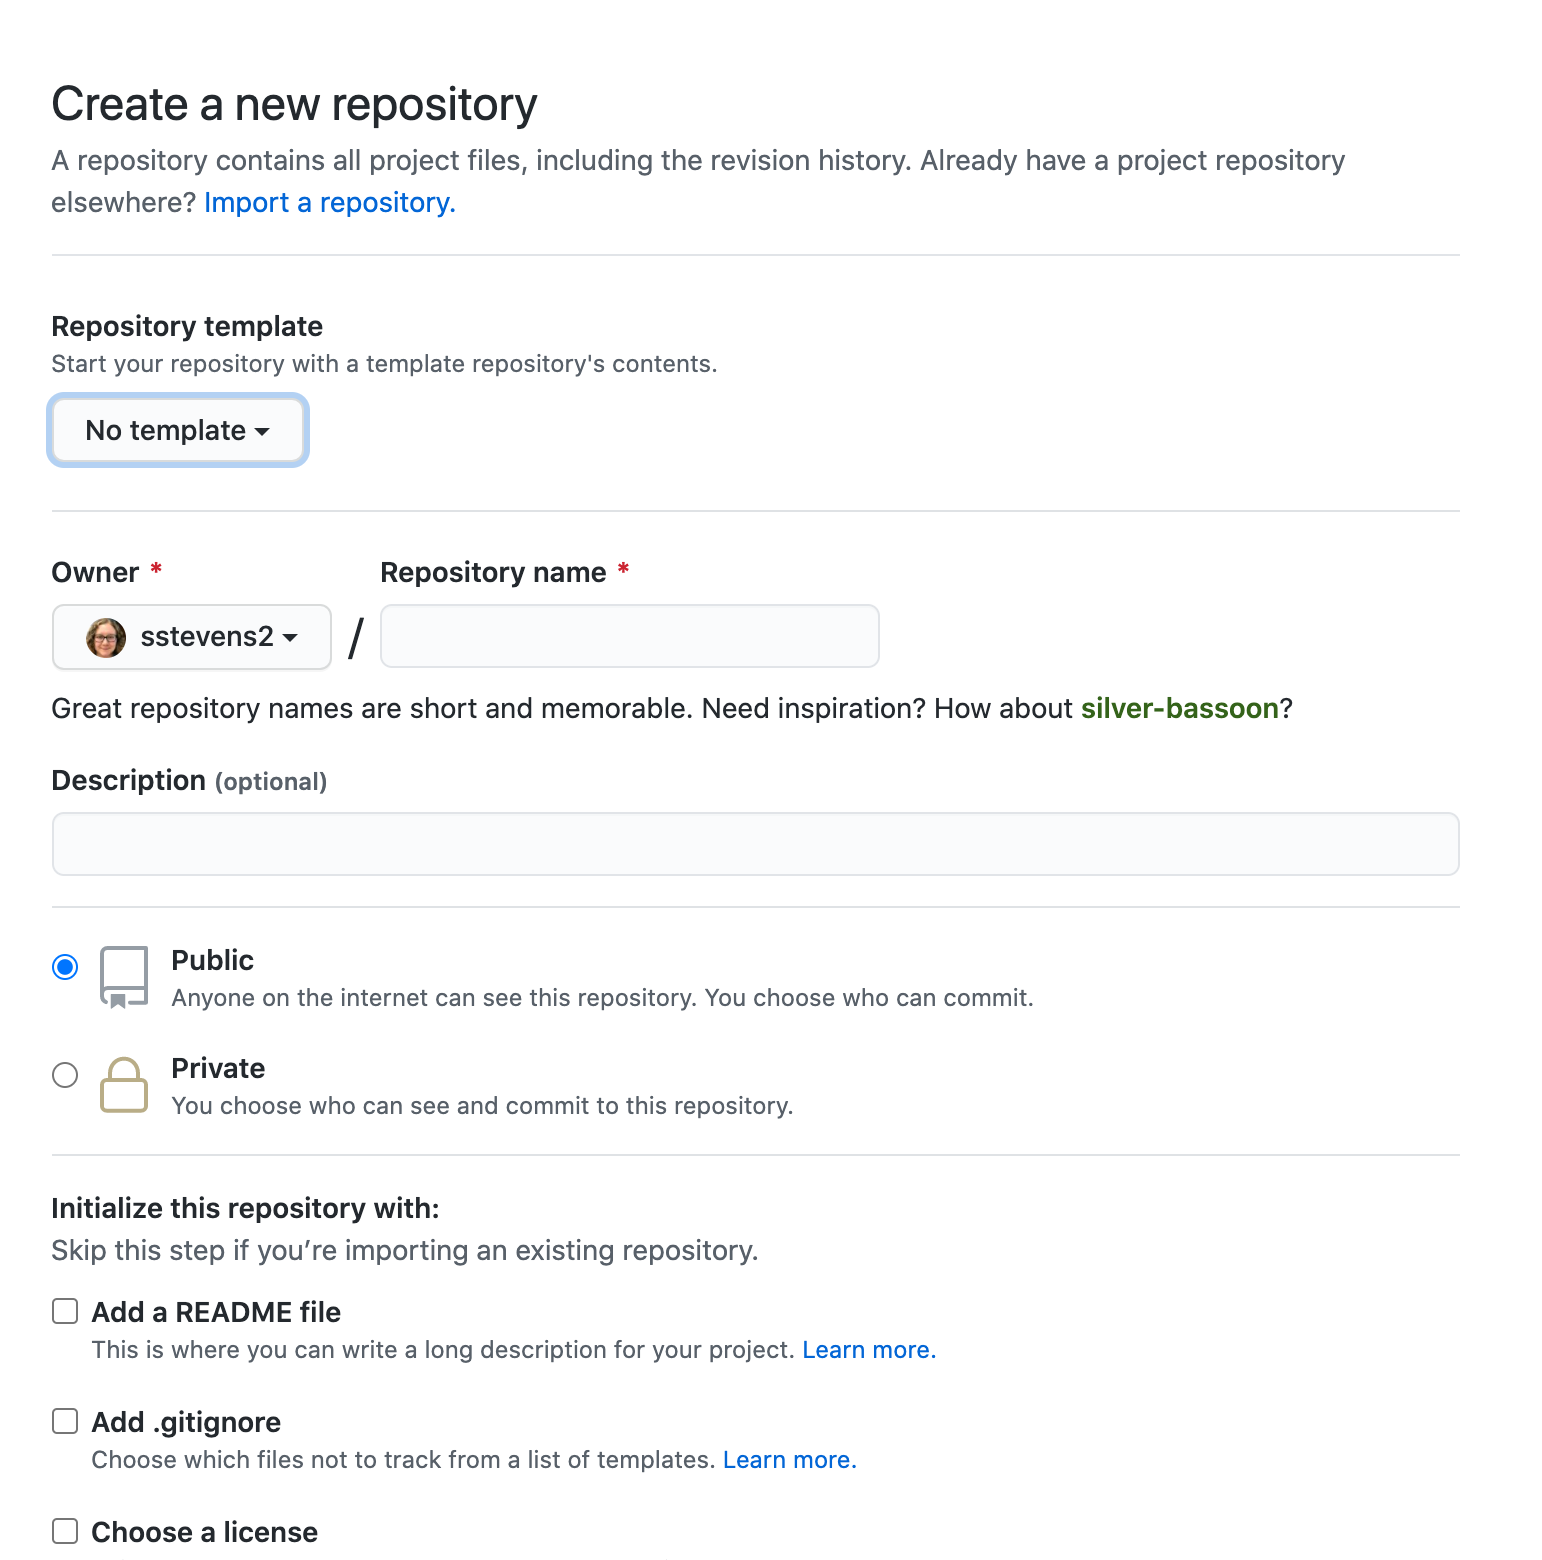 Create a new repository
A repository contains all project files, including the revision history. Already have a project repository
elsewhere? Import a repository.
Repository template
Start your repository with a template repository's contents.
No template
Owner * Repository name *
sstevens2 /
Great repository names are short and memorable. Need inspiration? How about silver-bassoon?
Description (optional)
Public
Anyone on the internet can see this repository. You choose who can commit.
Private
You choose who can see and commit to this repository.
Initialize this repository with:
Skip this step if you’re importing an existing repository.
Add a README file
This is where you can write a long description for your project. Learn more.
Add .gitignore
Choose which files not to track from a list of templates. Learn more.
Choose a license